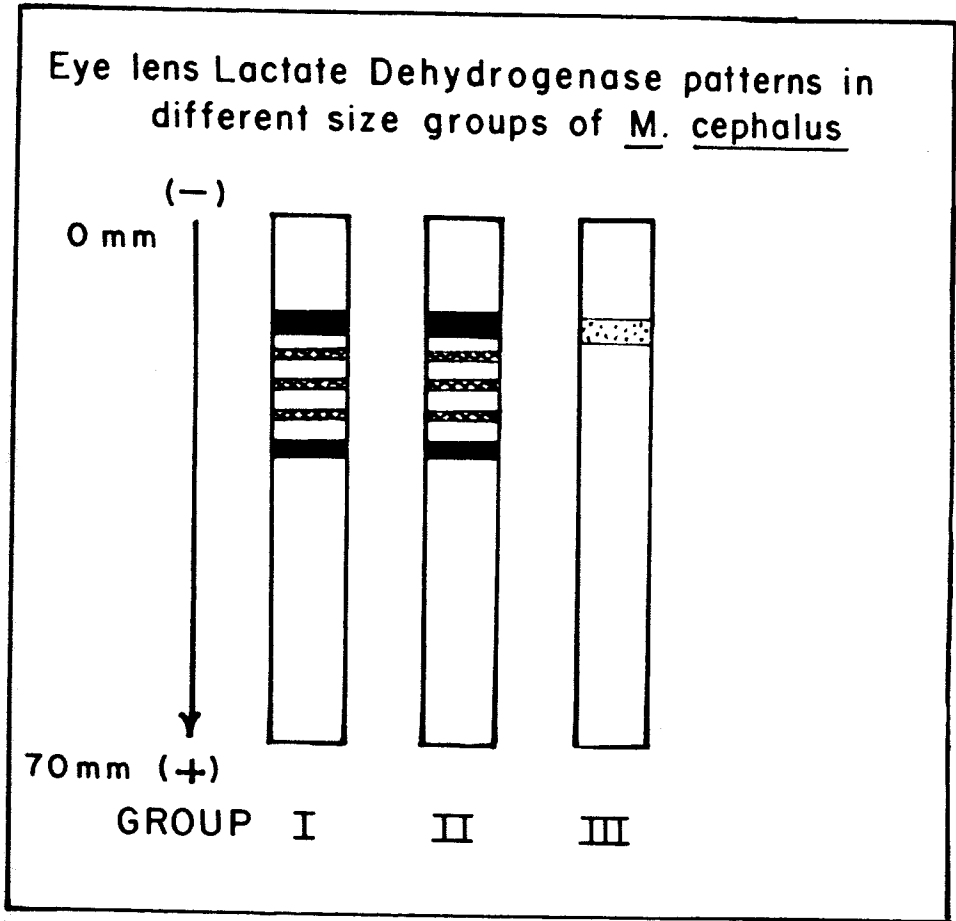 Eye lens Lactate Dehydrogenase patterns in
different size groups of M. cephalus
(−)
0 mm
70mm (+)
GROUP I II III